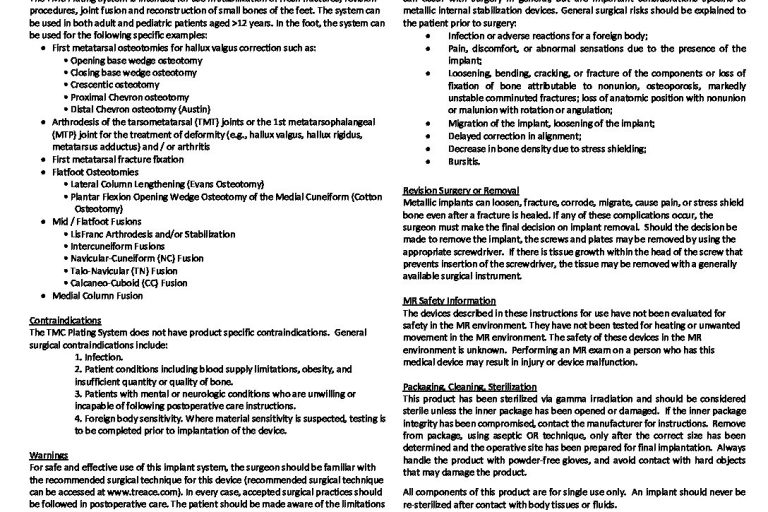 procedures, joint fusion and reconstruction of small bones of the feet. The system can
be used in both adult and pediatric patients aged >12 years. In the foot, the system can
be used for the following specific examples:
• First metatarsal osteotomies for hallux valgus correction such as:
• Opening base wedge osteotomy
• Closing base wedge osteotomy
• Crescentic osteotomy
• Proximal Chevron osteotomy
• Distal Chevron osteotomy (Austin)
• Arthrodesis of the tarsometatarsal (TMT) joints or the 1st metatarsophalangeal
(MTP) joint for the treatment of deformity (e.g., hallux valgus, hallux rigidus,
metatarsus adductus) and / or arthritis
• First metatarsal fracture fixation
• Flatfoot Osteotomies
• Lateral Column Lengthening (Evans Osteotomy)
• Plantar Flexion Opening Wedge Osteotomy of the Medial Cuneiform (Cotton
Osteotomy)
• Mid / Flatfoot Fusions
• LisFranc Arthrodesis and/or Stabilization
• Intercuneiform Fusions
• Navicular-Cuneiform (NC) Fusion
• Talo-Navicular (TN) Fusion
• Calcaneo-Cuboid (CC) Fusion
• Medial Column Fusion
Contraindications
The TMC Plating System does not have product specific contraindications. General
surgical contraindications include:
1. Infection.
2. Patient conditions including blood supply limitations, obesity, and
insufficient quantity or quality of bone.
3. Patients with mental or neurologic conditions who are unwilling or
incapable of following postoperative care instructions.
4. Foreign body sensitivity. Where material sensitivity is suspected, testing is
to be completed prior to implantation of the device.
Warnings
For safe and effective use of this implant system, the surgeon should be familiar with
the recommended surgical technique for this device (recommended surgical technique
can be accessed at www.treace.com). In every case, accepted surgical practices should
be followed in postoperative care. The patient should be made aware of the limitations
metallic internal stabilization devices. General surgical risks should be explained to
the patient prior to surgery:
• Infection or adverse reactions for a foreign body;
• Pain, discomfort, or abnormal sensations due to the presence of the
implant;
• Loosening, bending, cracking, or fracture of the components or loss of
fixation of bone attributable to nonunion, osteoporosis, markedly
unstable comminuted fractures; loss of anatomic position with nonunion
or malunion with rotation or angulation;
• Migration of the implant, loosening of the implant;
• Delayed correction in alignment;
• Decrease in bone density due to stress shielding;
• Bursitis.
Revision Surgery or Removal
Metallic implants can loosen, fracture, corrode, migrate, cause pain, or stress shield
bone even after a fracture is healed. If any of these complications occur, the
surgeon must make the final decision on implant removal. Should the decision be
made to remove the implant, the screws and plates may be removed by using the
appropriate screwdriver. If there is tissue growth within the head of the screw that
prevents insertion of the screwdriver, the tissue may be removed with a generally
available surgical instrument.
MR Safety Information
The devices described in these instructions for use have not been evaluated for
safety in the MR environment. They have not been tested for heating or unwanted
movement in the MR environment. The safety of these devices in the MR
environment is unknown. Performing an MR exam on a person who has this
medical device may result in injury or device malfunction.
Packaging, Cleaning, Sterilization
This product has been sterilized via gamma irradiation and should be considered
sterile unless the inner package has been opened or damaged. If the inner package
integrity has been compromised, contact the manufacturer for instructions. Remove
from package, using aseptic OR technique, only after the correct size has been
determined and the operative site has been prepared for final implantation. Always
handle the product with powder-free gloves, and avoid contact with hard objects
that may damage the product.
All components of this product are for single use only. An implant should never be
re-sterilized after contact with body tissues or fluids.